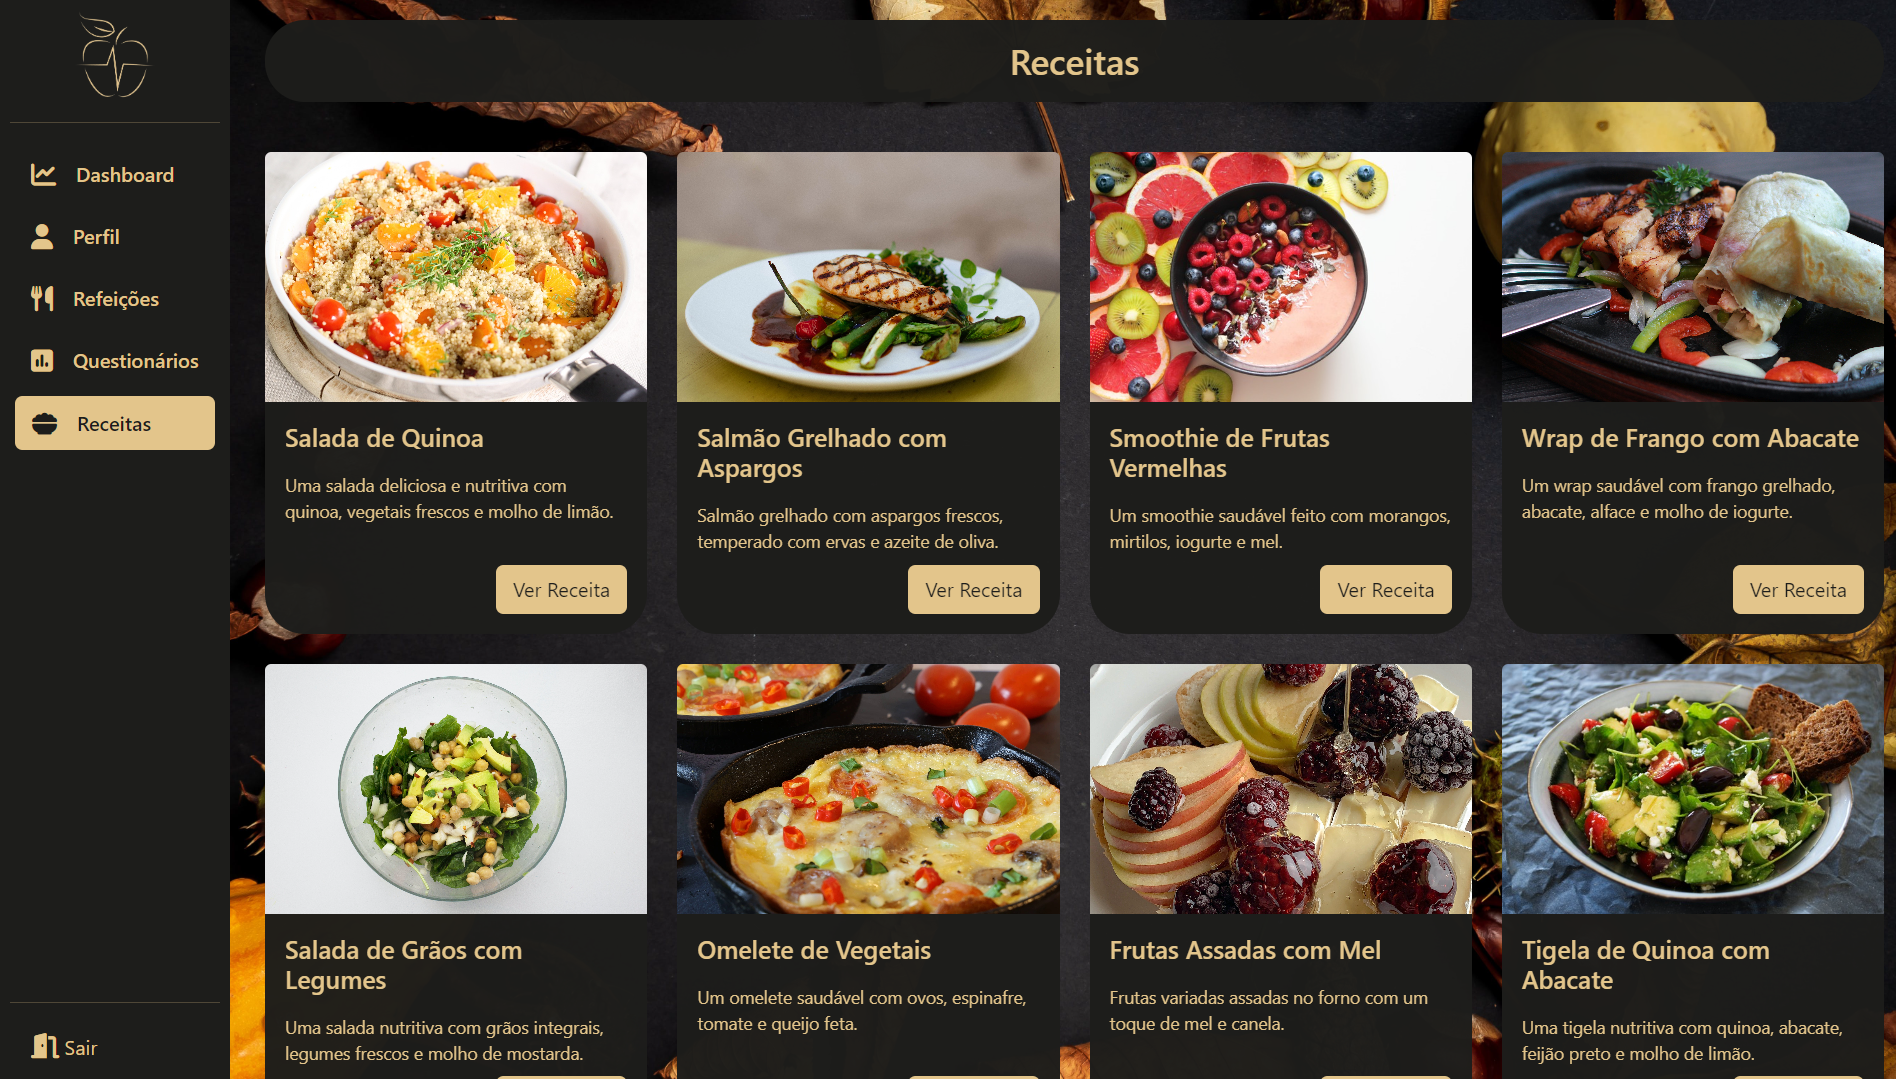 Dashboard
Perfil
Refeições
Questionários
Receitas
Sair
Receitas
Salada de Quinoa
Uma salada deliciosa e nutritiva com
quinoa, vegetais frescos e molho de limão.
Ver Receita
Salmão Grelhado com
Aspargos
Salmão grelhado com aspargos frescos,
temperado com ervas e azeite de oliva.
Ver Receita
Smoothie de Frutas
Vermelhas
Um smoothie saudável feito com morangos,
mirtilos, iogurte e mel.
Ver Receita
Wrap de Frango com Abacate
Um wrap saudável com frango grelhado,
abacate, alface e molho de iogurte.
Ver Receita
Salada de Grãos com
Legumes
Uma salada nutritiva com grãos integrais,
legumes frescos e molho de mostarda.
Omelete de Vegetais
Um omelete saudável com ovos, espinafre,
tomate e queijo feta.
Frutas Assadas com Mel
Frutas variadas assadas no forno com um
toque de mel e canela.
Tigela de Quinoa com
Abacate
Uma tigela nutritiva com quinoa, abacate,
feijão preto e molho de limão.